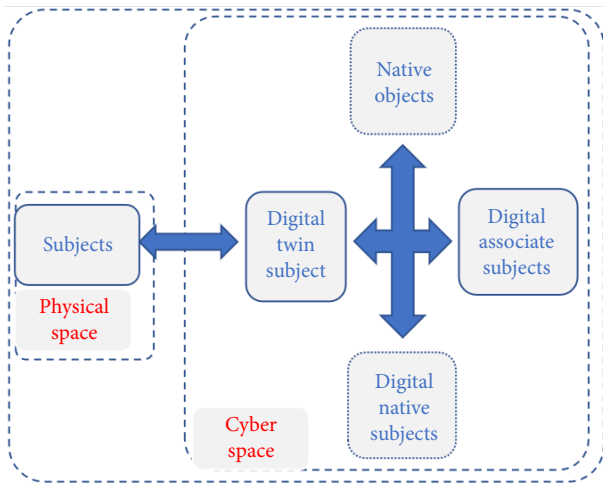 Native
objects
Subjects
Digital
twin
subject
Digital
associate
subjects
Physical
space
Digital
native
subjects
Cyber
space